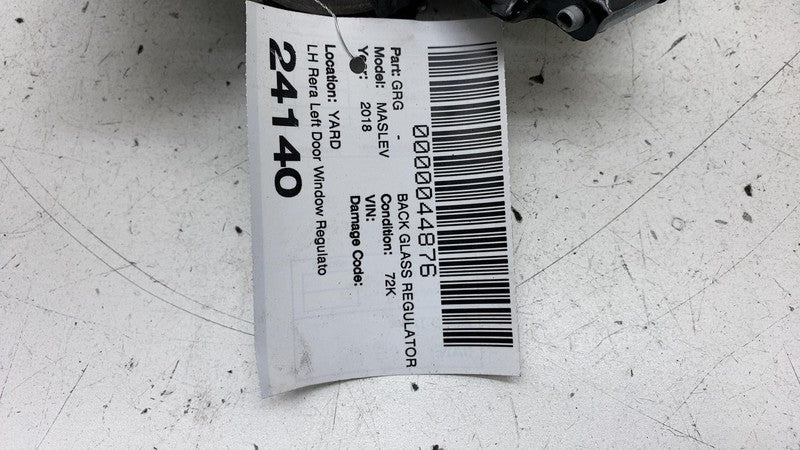 0000044876
Part: GRG - BACK GLASS REGULATOR
Model: MASLEV Condition: 72K
Year: 2018 VIN:
Damage Code:
Location: YARD
LH Rera Left Door Window Regulato
24140